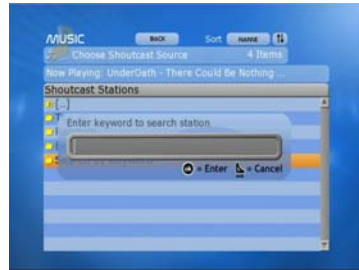 MUSIC BACK Sort NAME
Choose Shoutcast Source 4 Items
Now Playing: UnderOath - There Could Be Nothing ...
Shoutcast Stations
[..]
Enter keyword to search station
= Enter = Cancel